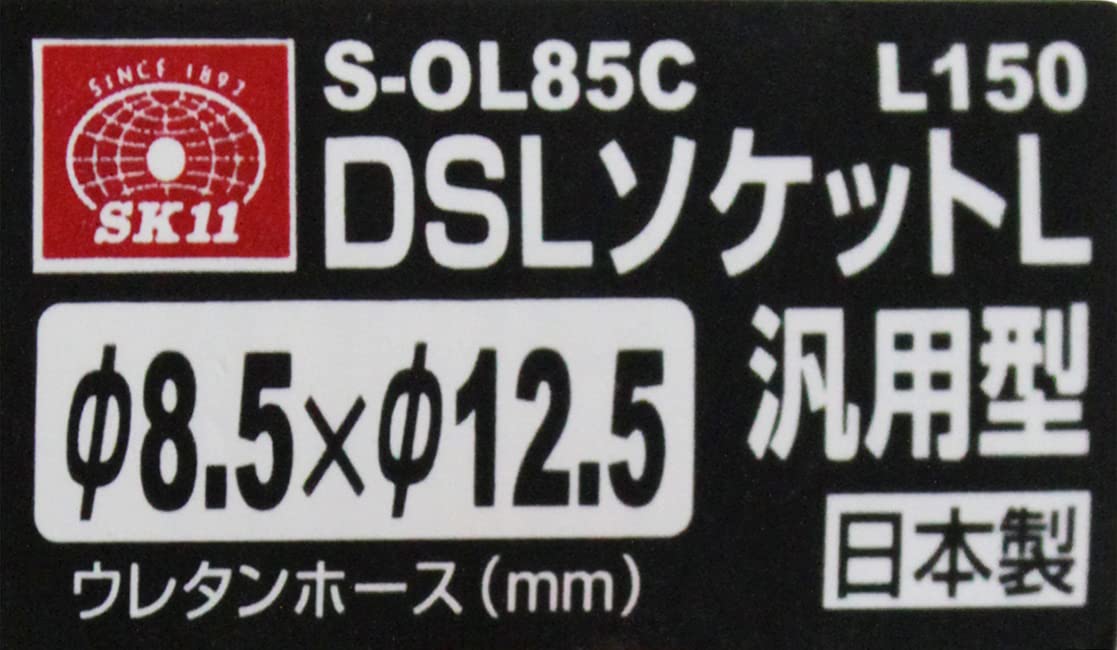 SINCE 1897
SK11
S-OL85C L150
DSLソケットL
φ8.5×φ12.5
汎用型
ウレタンホース(mm)
日本製